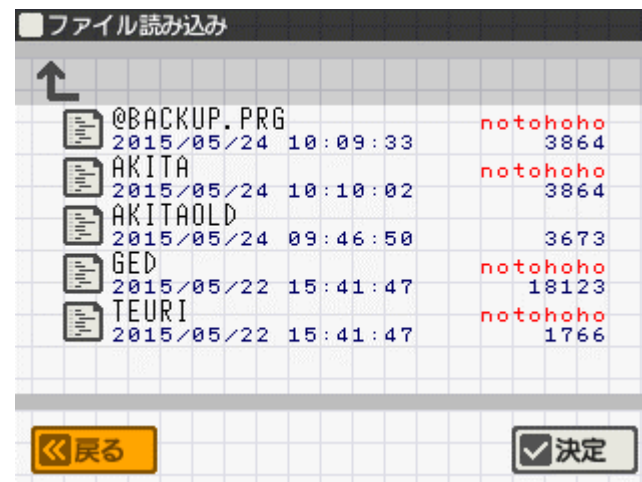 ファイル読み込み
@BACKUP.PRG notohoho
2015/05/24 10:09:33 3864
AKITA notohoho
2015/05/24 10:10:02 3864
AKITAOLD
2015/05/24 09:46:50 3673
GED notohoho
2015/05/22 15:41:47 18123
TEURI notohoho
2015/05/22 15:41:47 1766
戻る 決定